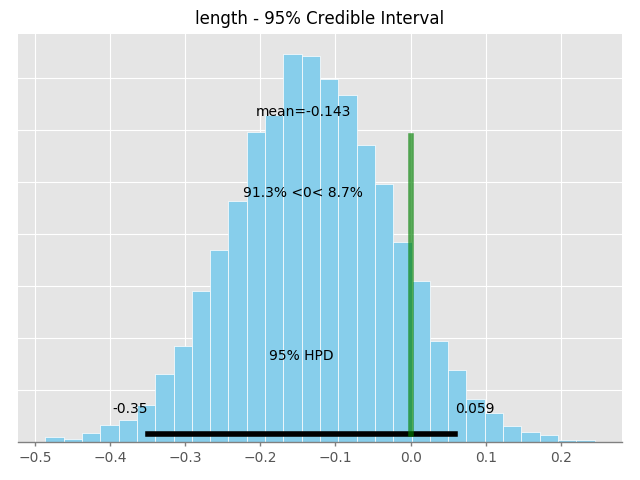 length - 95% Credible Interval
mean=-0.143
91.3% <0< 8.7%
95% HPD
-0.35
0.059
−0.5
−0.4
−0.3
−0.2
−0.1
0.0
0.1
0.2